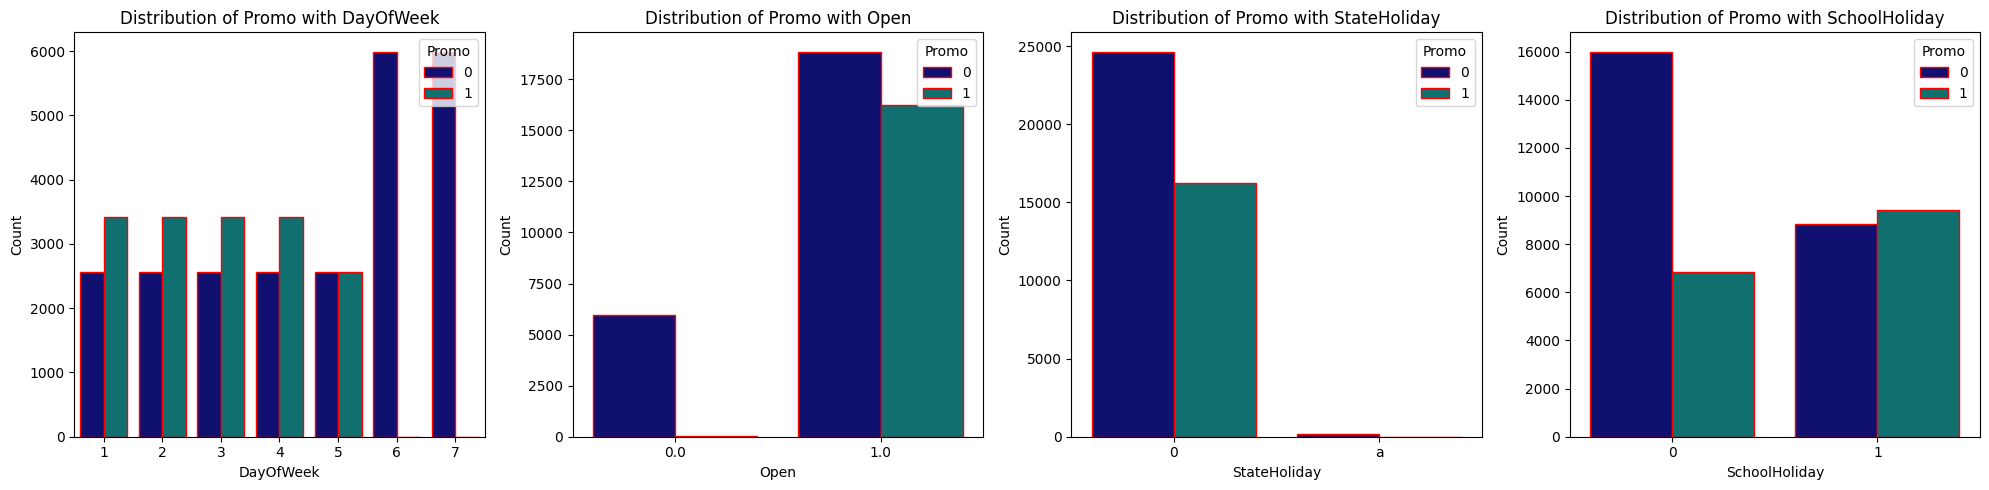 Distribution of Promo with DayOfWeek
Promo
0
1
6000
5000
4000
3000
2000
1000
0
Count
1 2 3 4 5 6 7
DayOfWeek
Distribution of Promo with Open
Promo
0
1
17500
15000
12500
10000
7500
5000
2500
0
Count
0.0 1.0
Open
Distribution of Promo with StateHoliday
Promo
0
1
25000
20000
15000
10000
5000
0
Count
0 a
StateHoliday
Distribution of Promo with SchoolHoliday
Promo
0
1
16000
14000
12000
10000
8000
6000
4000
2000
0
Count
0 1
SchoolHoliday